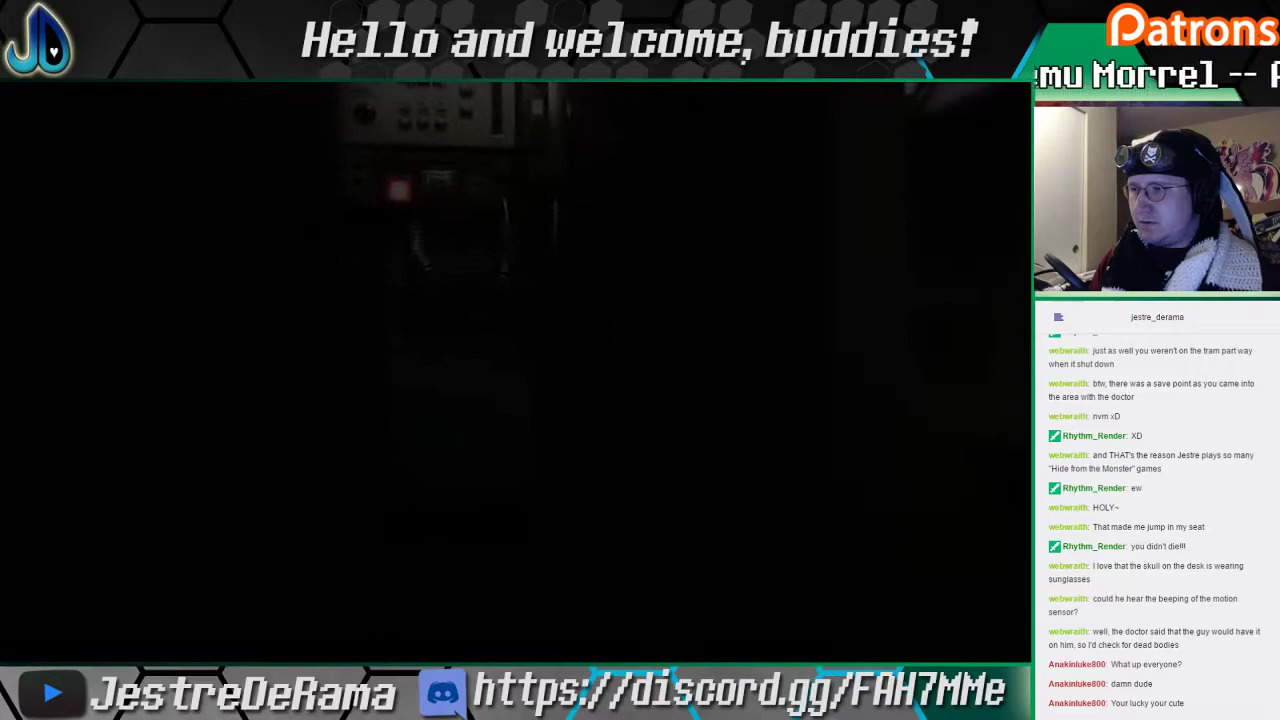 Hello and welcome, buddies!
Patrons
emu Morrel --
jestre_derama
webwraith: just as well you weren't on the tram part way
when it shut down
webwraith: btw, there was a save point as you came into
the area with the doctor
webwraith: nvm xD
Rhythm_Render: XD
webwraith: and THAT's the reason Jestre plays so many
"Hide from the Monster" games
Rhythm_Render: ew
webwraith: HOLY~
webwraith: That made me jump in my seat
Rhythm_Render: you didn't die!!!
webwraith: I love that the skull on the desk is wearing
sunglasses
webwraith: could he hear the beeping of the motion
sensor?
webwraith: well, the doctor said that the guy would have it
on him, so I'd check for dead bodies
Anakinluke800: What up everyone?
Anakinluke800: damn dude
Anakinluke800: Your lucky your cute
JestreDeRama
https://discord.gg/FAH7MMe